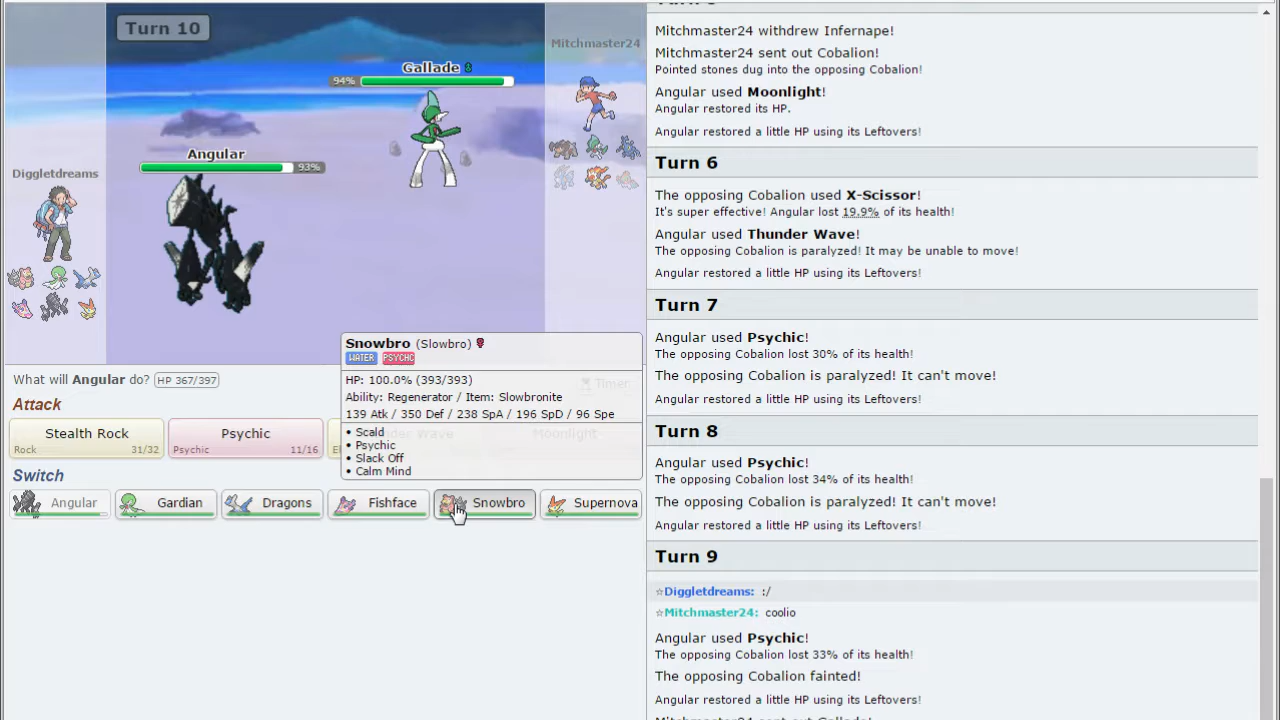 Turn 10
Mitchmaster24
Gallade
94%
Angular
93%
Diggletdreams
Snowbro (Slowbro)
WATER PSYCHC
HP: 100.0% (393/393)
Ability: Regenerator / Item: Slowbronite
139 Atk / 350 Def / 238 SpA / 196 SpD / 96 Spe
• Scald
• Psychic
• Slack Off
• Calm Mind
Timer
What will Angular do? HP 367/397
Attack
Stealth Rock
Rock 31/32
Psychic
Psychic 11/16
Moonlight
Switch
Angular Gardian Dragons Fishface Snowbro Supernova
Mitchmaster24 withdrew Infernape!
Mitchmaster24 sent out Cobalion!
Pointed stones dug into the opposing Cobalion!
Angular used Moonlight!
Angular restored its HP.
Angular restored a little HP using its Leftovers!
Turn 6
The opposing Cobalion used X-Scissor!
It's super effective! Angular lost 19.9% of its health!
Angular used Thunder Wave!
The opposing Cobalion is paralyzed! It may be unable to move!
Angular restored a little HP using its Leftovers!
Turn 7
Angular used Psychic!
The opposing Cobalion lost 30% of its health!
The opposing Cobalion is paralyzed! It can't move!
Angular restored a little HP using its Leftovers!
Turn 8
Angular used Psychic!
The opposing Cobalion lost 34% of its health!
The opposing Cobalion is paralyzed! It can't move!
Angular restored a little HP using its Leftovers!
Turn 9
☆Diggletdreams: :/
☆Mitchmaster24: coolio
Angular used Psychic!
The opposing Cobalion lost 33% of its health!
The opposing Cobalion fainted!
Angular restored a little HP using its Leftovers!
Mitchmaster24 sent out Gallade!